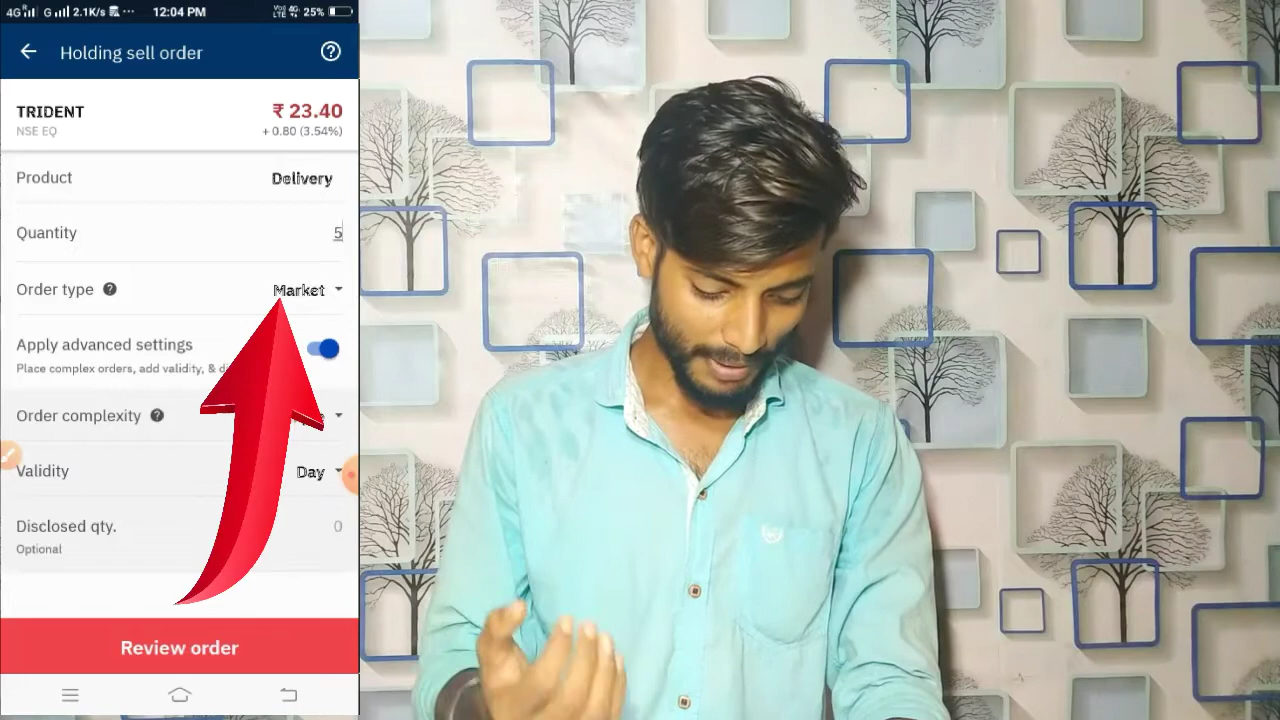 4G R G 2.1K/s ... 12:04 PM VoLTE 4G 25%
Holding sell order
TRIDENT ₹ 23.40
NSE EQ + 0.80 (3.54%)
Product Delivery
Quantity 5
Order type Market
Apply advanced settings
Place complex orders, add validity, &
Order complexity
Validity Day
Disclosed qty. 0
Optional
Review order